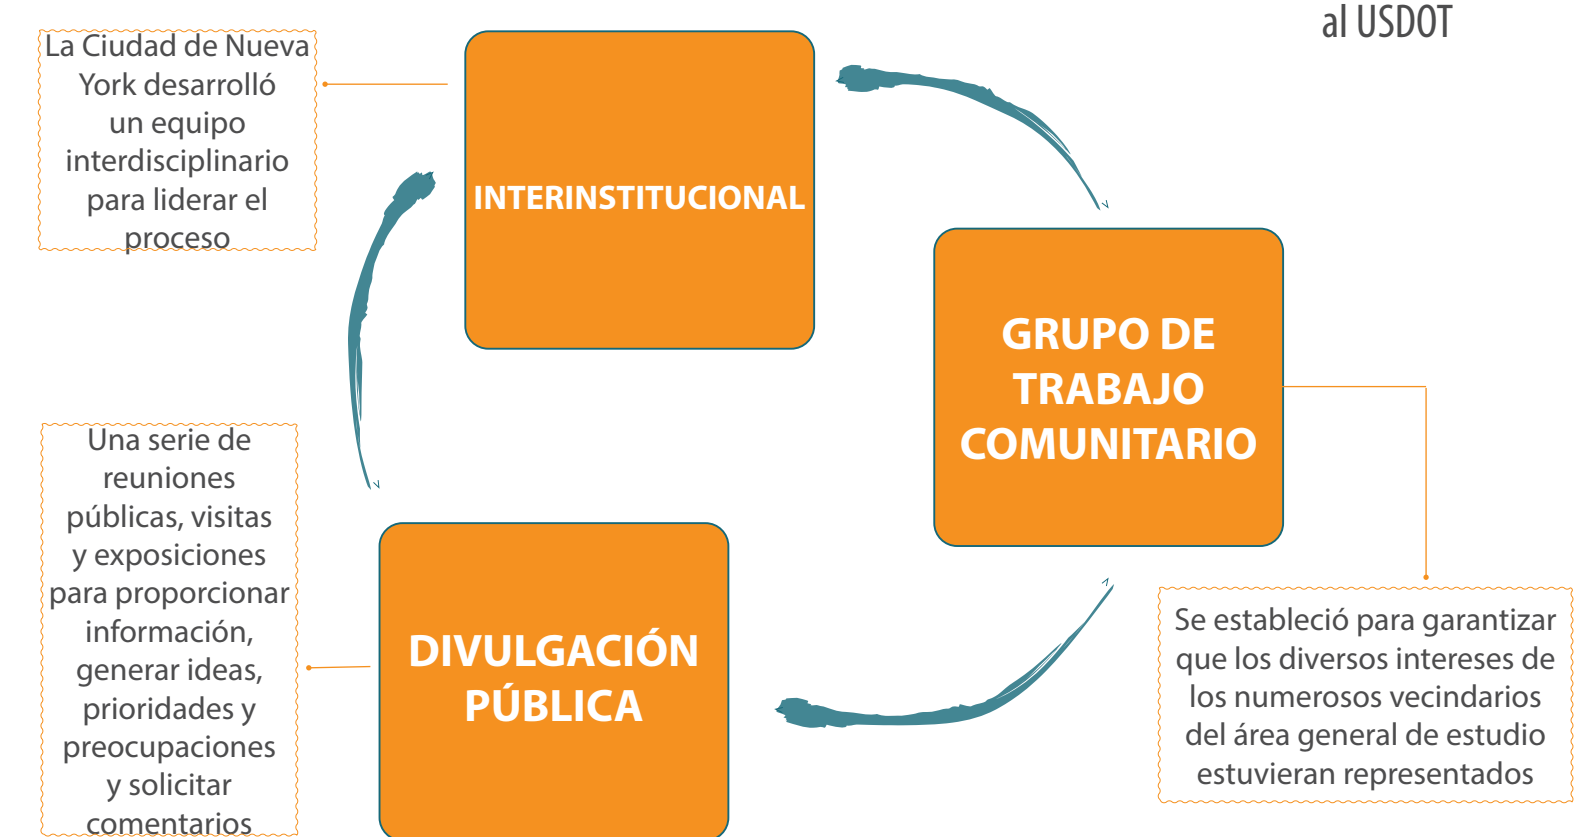 al USDOT
La Ciudad de Nueva
York desarrolló
un equipo
interdisciplinario
para liderar el
proceso
INTERINSTITUCIONAL
GRUPO DE
TRABAJO
COMUNITARIO
Una serie de
reuniones
públicas, visitas
y exposiciones
para proporcionar
información,
generar ideas,
prioridades y
preocupaciones
y solicitar
comentarios
DIVULGACIÓN
PÚBLICA
Se estableció para garantizar
que los diversos intereses de
los numerosos vecindarios
del área general de estudio
estuvieran representados